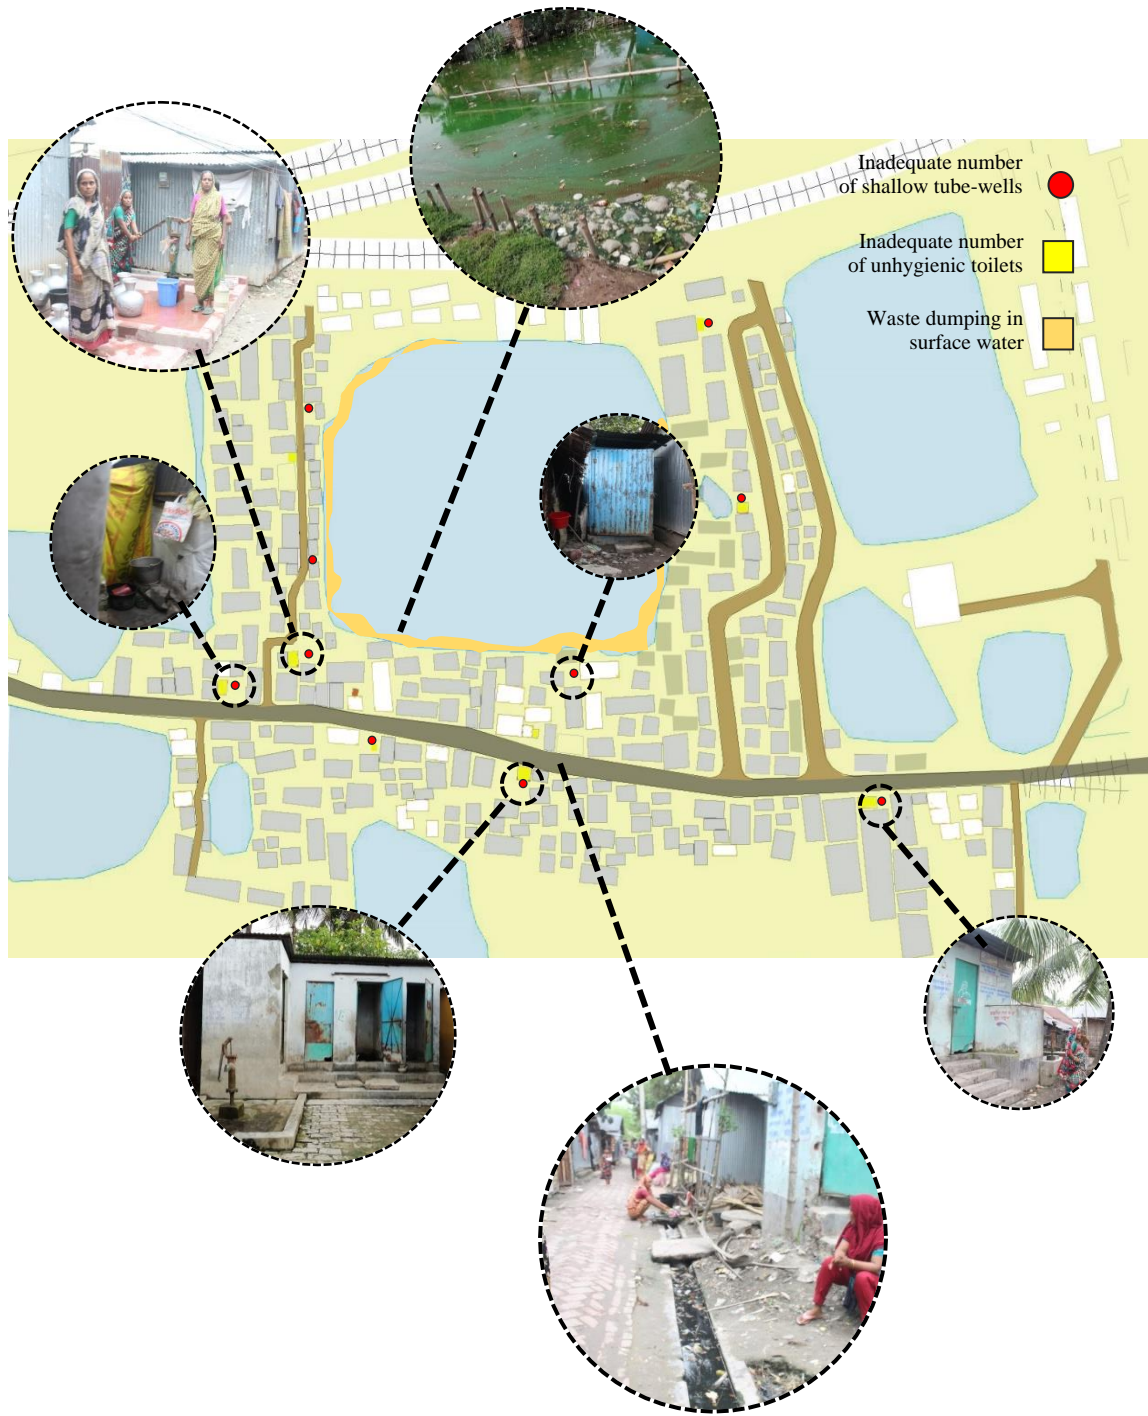 Inadequate number
of shallow tube-wells
Inadequate number
of unhygienic toilets
Waste dumping in
surface water